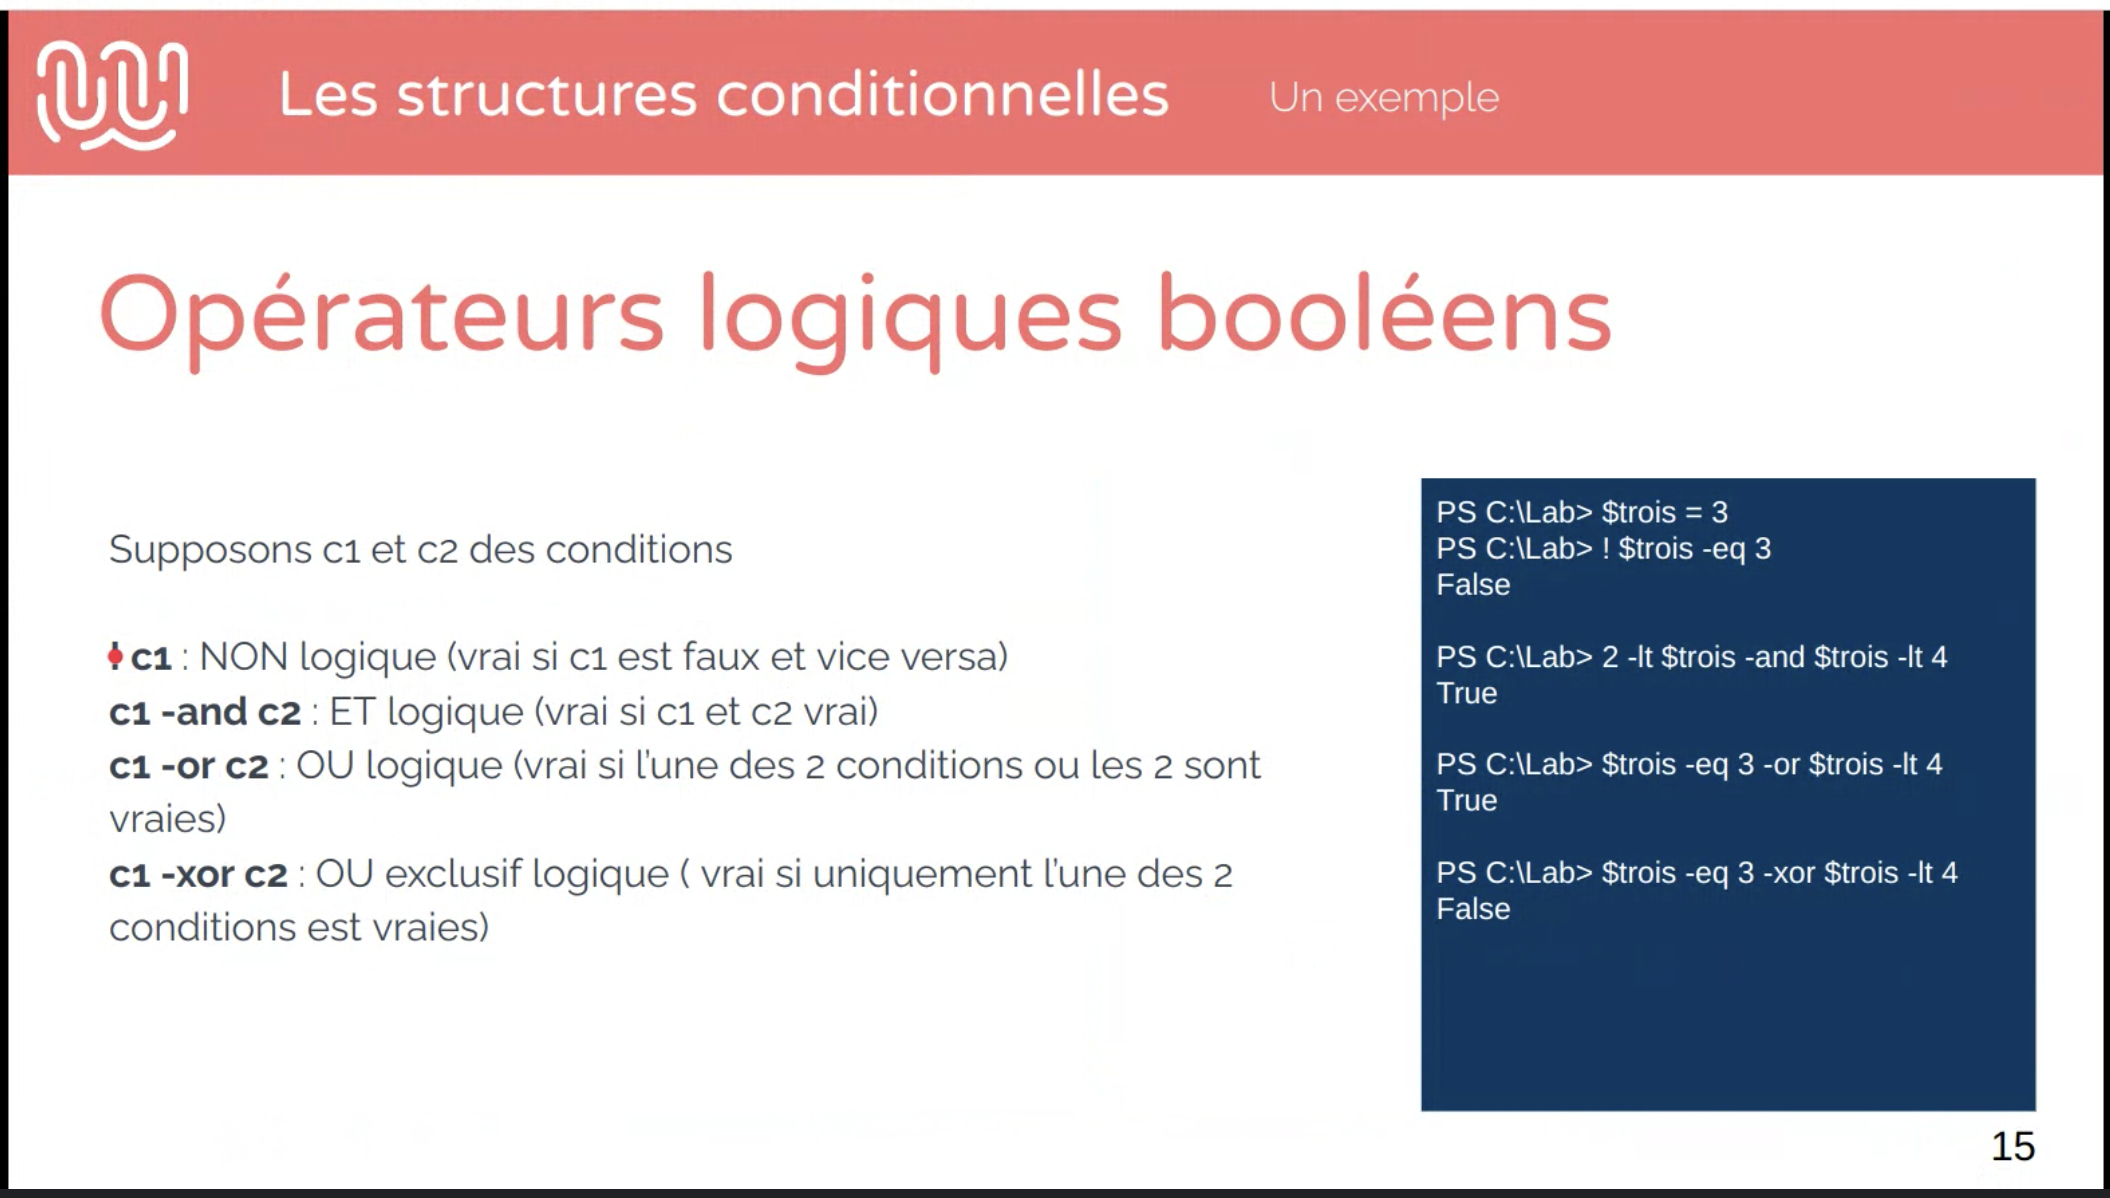 Les structures conditionnelles
Un exemple
Opérateurs logiques booléens
Supposons c1 et c2 des conditions
! c1 : NON logique (vrai si c1 est faux et vice versa)
c1 -and c2 : ET logique (vrai si c1 et c2 vrai)
c1 -or c2 : OU logique (vrai si l'une des 2 conditions ou les 2 sont
vraies)
c1 -xor c2 : OU exclusif logique ( vrai si uniquement l'une des 2
conditions est vraies)
PS C:\Lab> $trois = 3
PS C:\Lab> ! $trois -eq 3
False
PS C:\Lab> 2 -lt $trois -and $trois -lt 4
True
PS C:\Lab> $trois -eq 3 -or $trois -lt 4
True
PS C:\Lab> $trois -eq 3 -xor $trois -lt 4
False
15